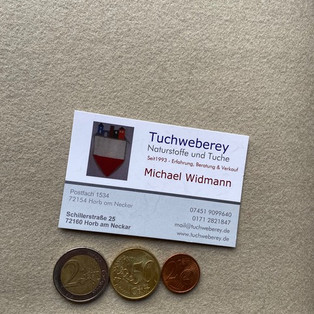 Tuchweberey
Naturstoffe und Tuche
Seit1993 - Erfahrung, Beratung & Verkauf
Michael Widmann
Postfach 1534
72154 Horb am Neckar
Schillerstraße 25
72160 Horb am Neckar
07451 9099640
0171 2821847
mail@tuchweberey.de
www.tuchweberey.de
2